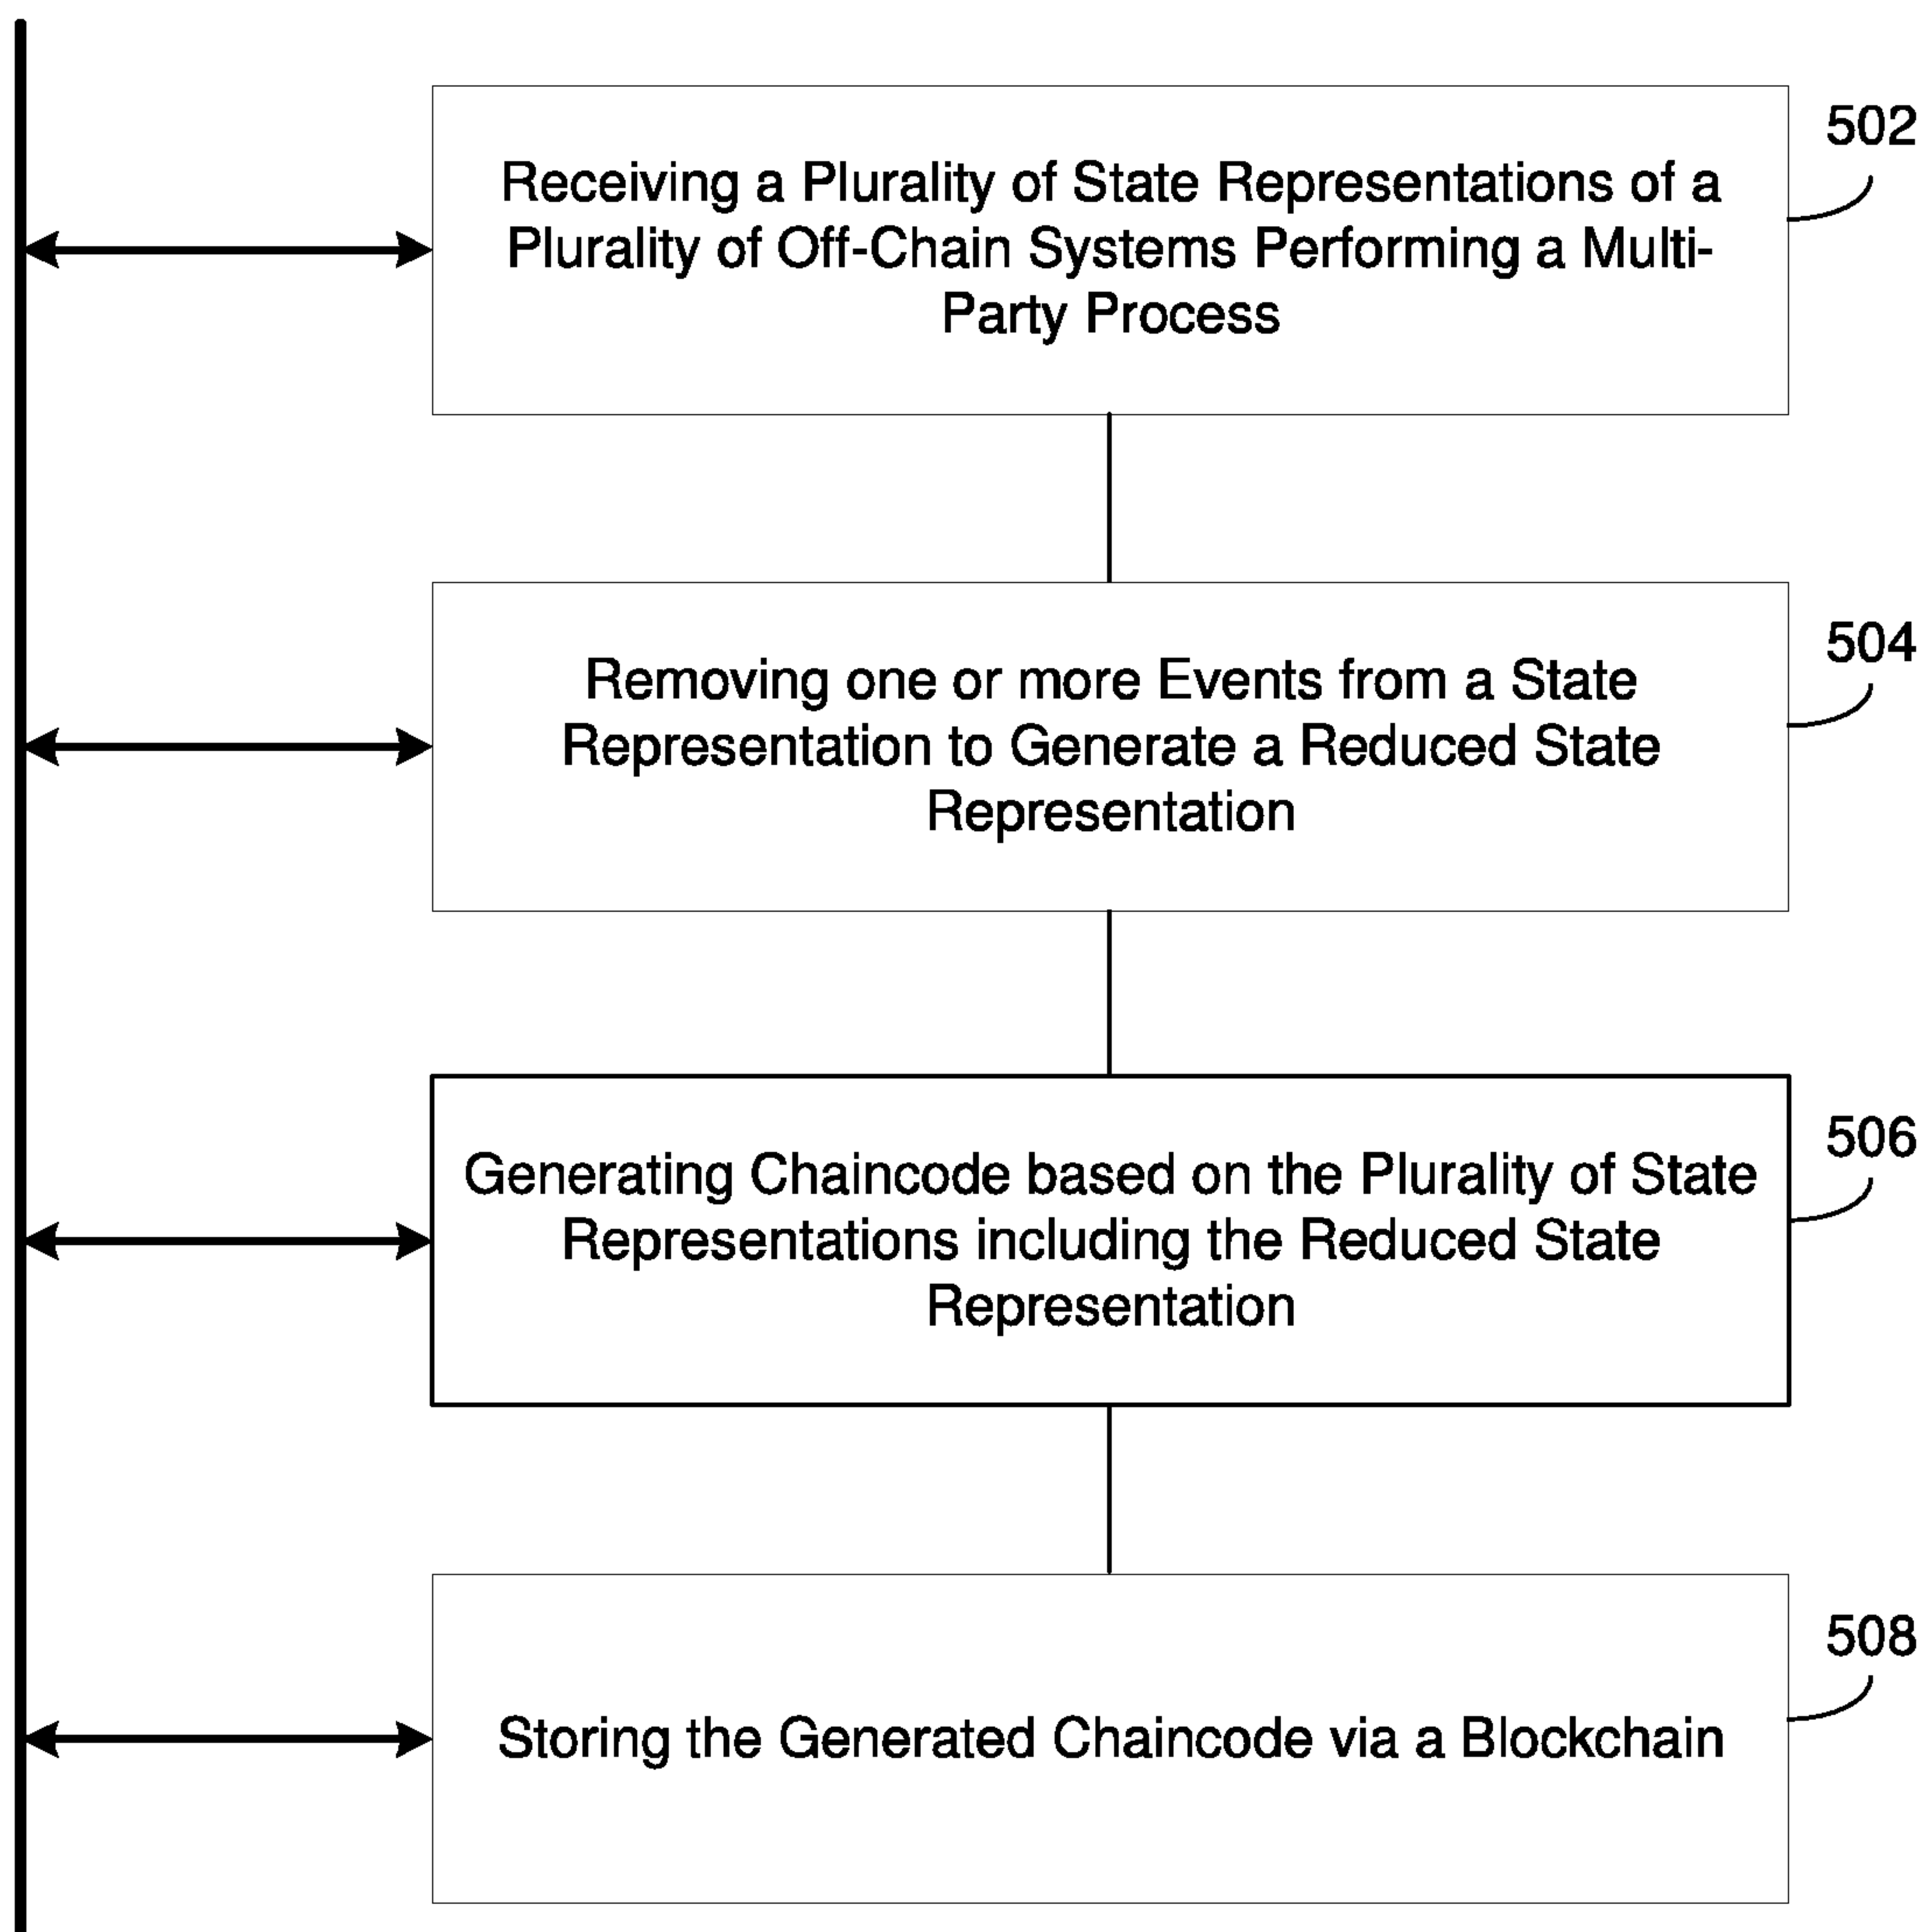 502
Receiving a Plurality of State Representations of a
Plurality of Off-Chain Systems Performing a Multi-
Party Process
504
Removing one or more Events from a State
Representation to Generate a Reduced State
Representation
506
Generating Chaincode based on the Plurality of State
Representations including the Reduced State
Representation
508
Storing the Generated Chaincode via a Blockchain